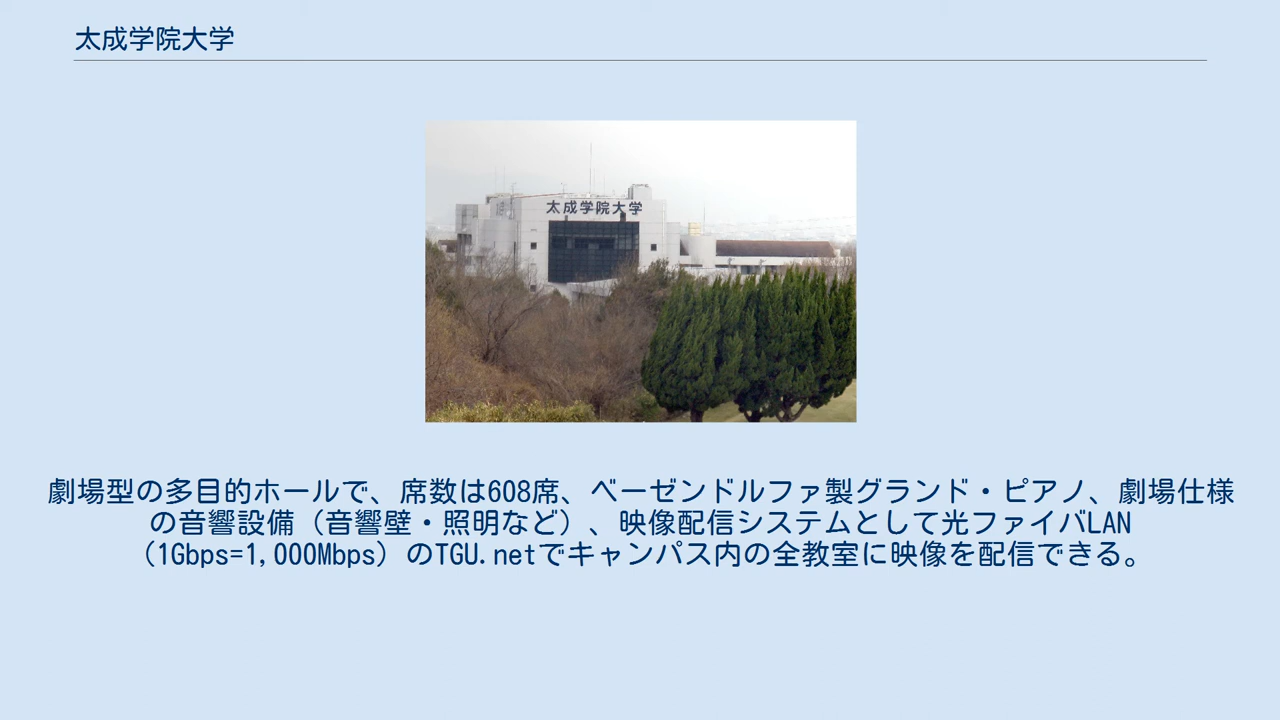 太成学院大学
太成学院大学
劇場型の多目的ホールで、席数は608席、ベーゼンドルファ製グランド・ピアノ、劇場仕様
の音響設備（音響壁・照明など）、映像配信システムとして光ファイバLAN
（1Gbps=1,000Mbps）のTGU.netでキャンパス内の全教室に映像を配信できる。